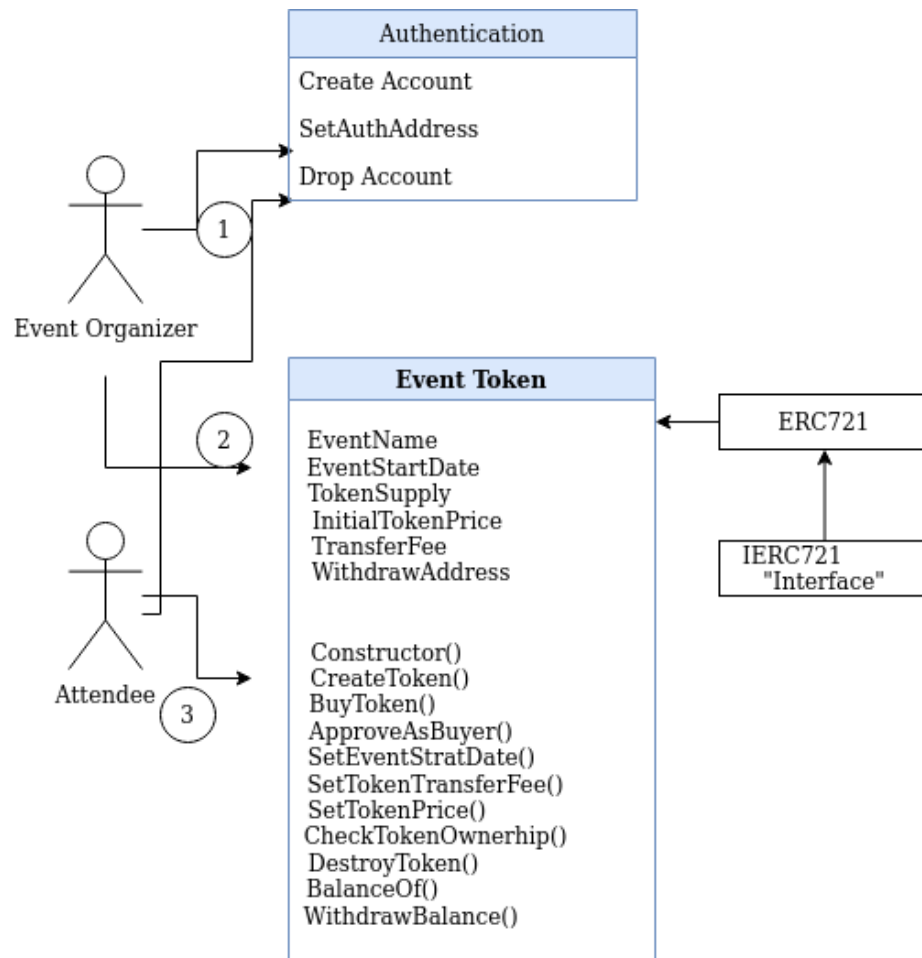 Authentication
Create Account
SetAuthAddress
Drop Account
1
Event Organizer
Event Token
2
EventName
EventStartDate
TokenSupply
InitialTokenPrice
TransferFee
WithdrawAddress
ERC721
IERC721
"Interface"
Attendee
3
Constructor()
CreateToken()
BuyToken()
ApproveAsBuyer()
SetEventStratDate()
SetTokenTransferFee()
SetTokenPrice()
CheckTokenOwnerhip()
DestroyToken()
BalanceOf()
WithdrawBalance()